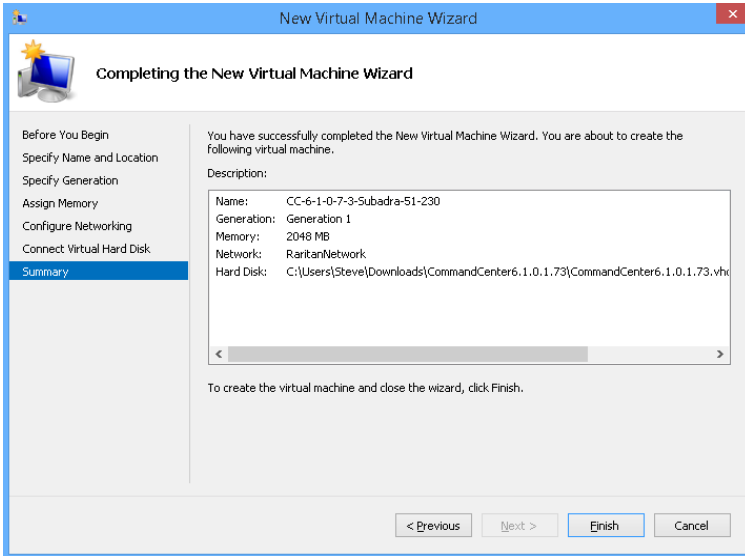 New Virtual Machine Wizard
Completing the New Virtual Machine Wizard
Before You Begin
Specify Name and Location
Specify Generation
Assign Memory
Configure Networking
Connect Virtual Hard Disk
Summary
You have successfully completed the New Virtual Machine Wizard. You are about to create the
following virtual machine.
Description:
Name: CC-6-1-0-7-3-Subadra-51-230
Generation: Generation 1
Memory: 2048 MB
Network: RaritanNetwork
Hard Disk: C:\Users\Steve\Downloads\CommandCenter6.1.0.1.73\CommandCenter6.1.0.1.73.vh
To create the virtual machine and close the wizard, click Finish.
< Previous
Next >
Finish
Cancel